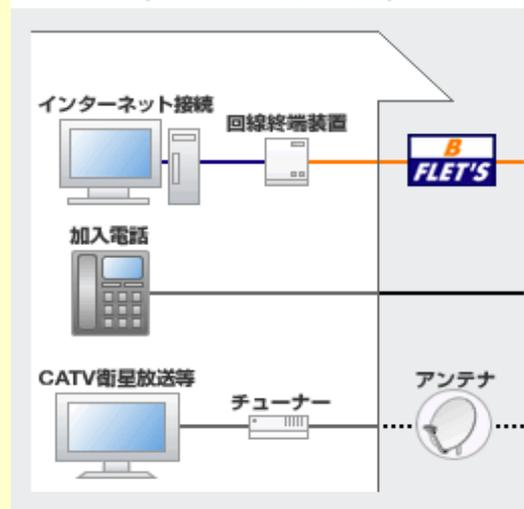 インターネット接続
回線終端装置
B
FLET'S
加入電話
CATV衛星放送等
チューナー
アンテナ